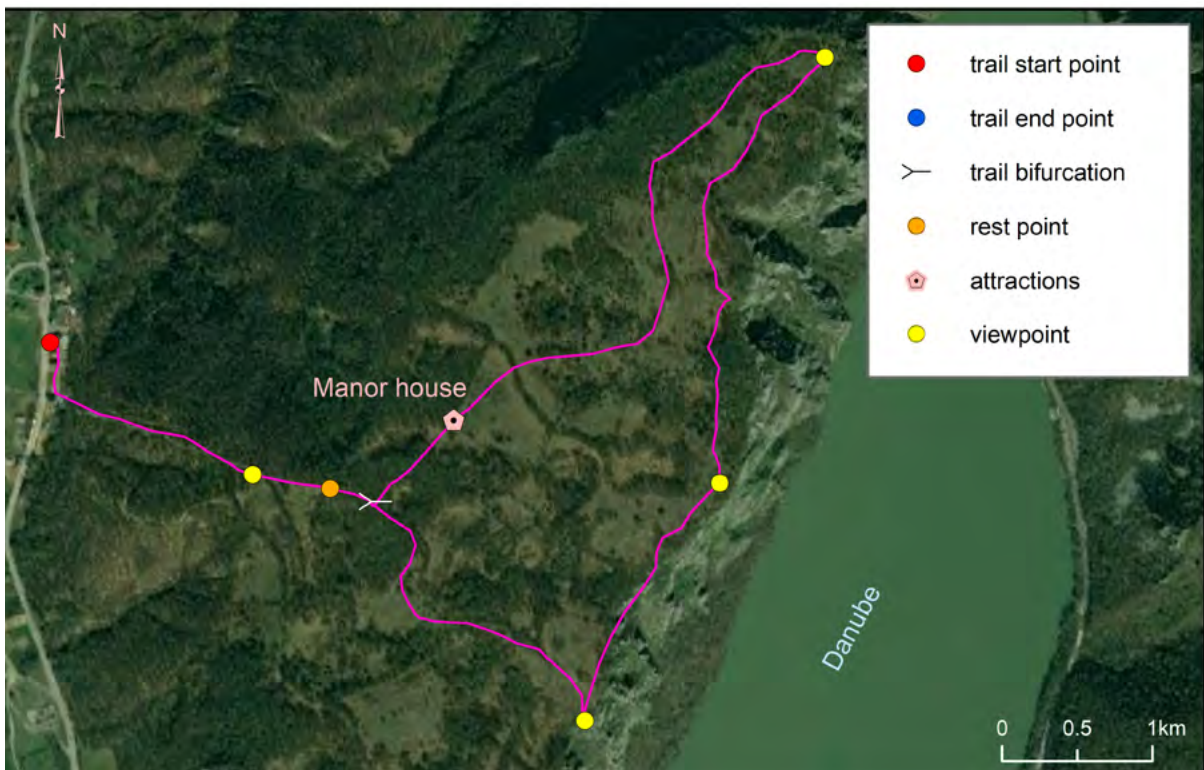 N
trail start point
trail end point
trail bifurcation
rest point
attractions
viewpoint
Manor house
Danube
0 0.5 1km